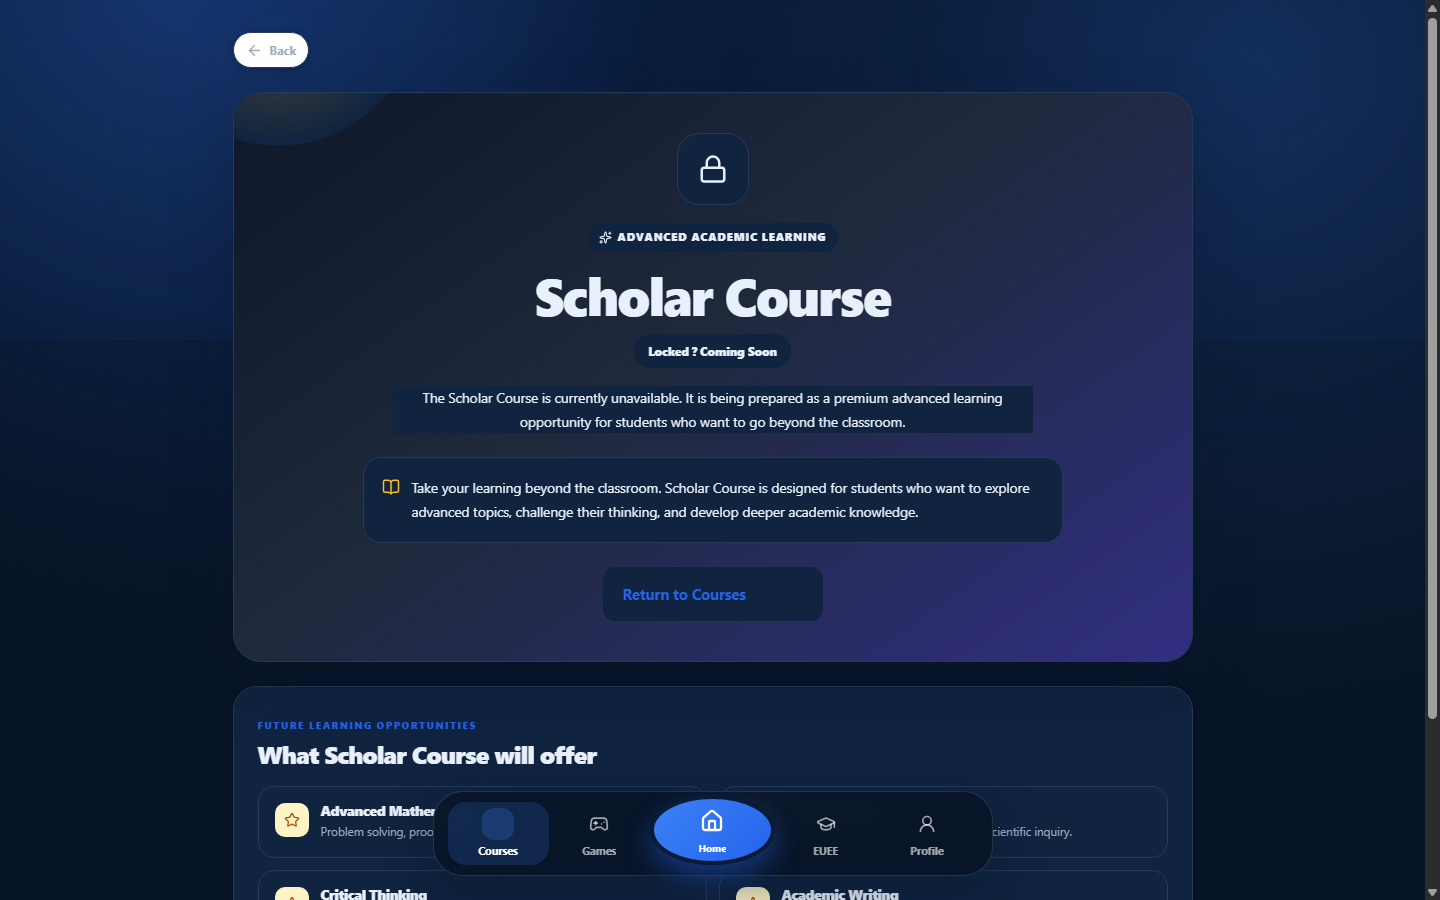 Back
ADVANCED ACADEMIC LEARNING
Scholar Course
Locked ? Coming Soon
The Scholar Course is currently unavailable. It is being prepared as a premium advanced learning
opportunity for students who want to go beyond the classroom.
Take your learning beyond the classroom. Scholar Course is designed for students who want to explore
advanced topics, challenge their thinking, and develop deeper academic knowledge.
Return to Courses
FUTURE LEARNING OPPORTUNITIES
What Scholar Course will offer
Advanced
Problem solving,
scientific inquiry.
Courses
Games
Home
EUEE
Profile
Critical Thinking
Academic Writing